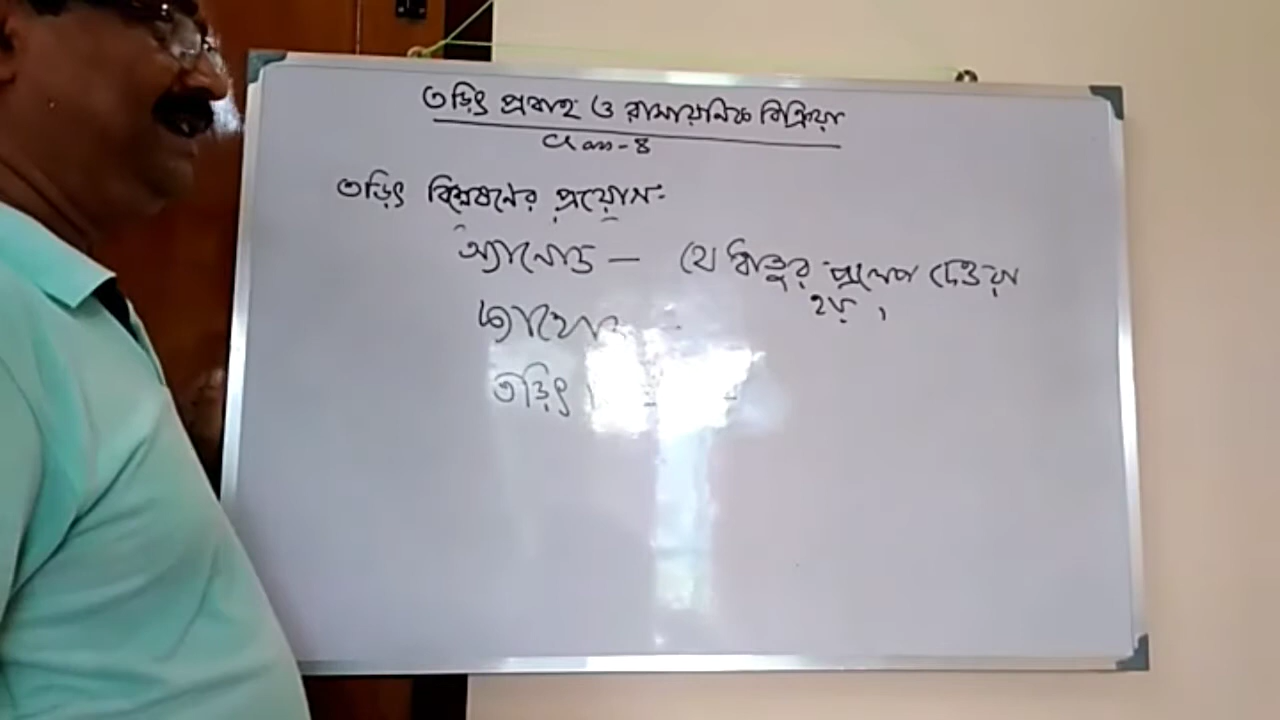 তড়িৎ প্রবাহ ও রাসায়নিক বিক্রিয়া
Class-8
তড়িৎ বিশ্লেষণের প্রয়োগ:-
অ্যানোড — যে ধাতুর প্রলেপ দেওয়া
হয়।
ক্যাথোড -
তড়িৎ